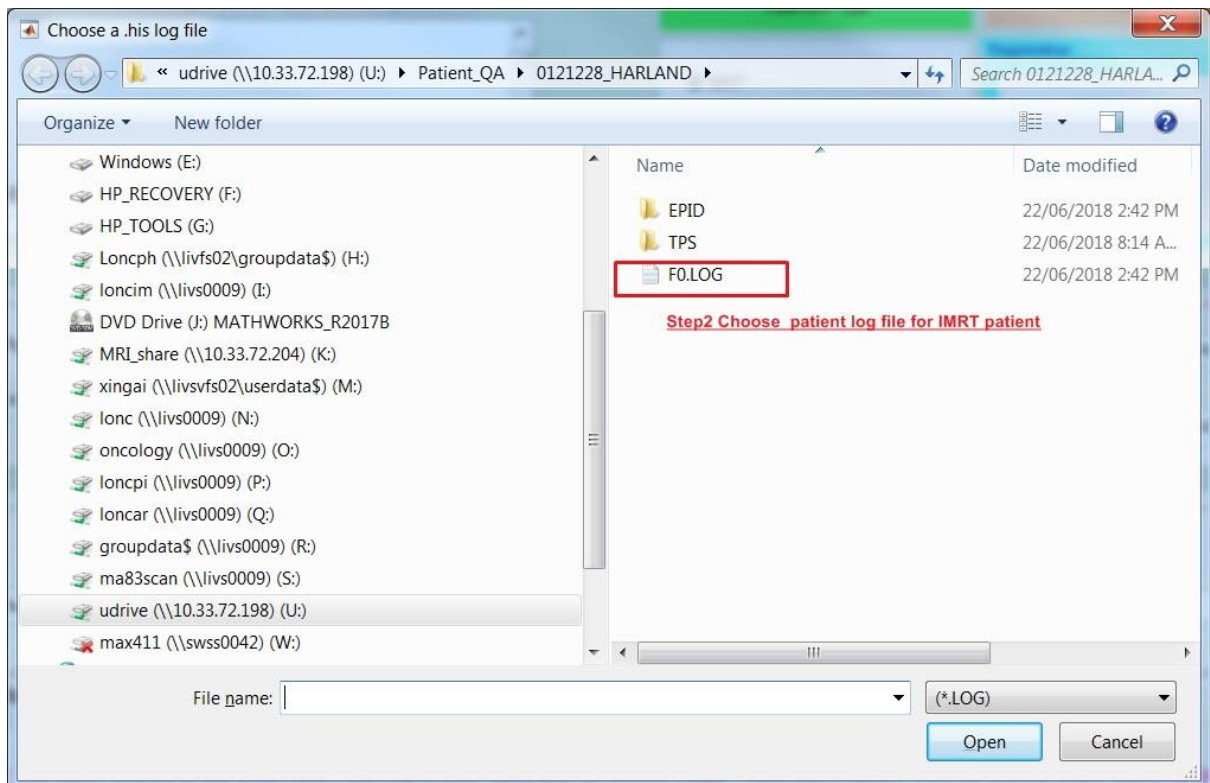 Choose a .his log file
« udrive (\\10.33.72.198) (U:) Patient_QA 0121228_HARLAND
Search 0121228_HARLA...
Organize
New folder
Windows (E:)
HP_RECOVERY (F:)
HP_TOOLS (G:)
Loncph (\\livfs02\groupdata$) (H:)
loncim (\\livs0009) (I:)
DVD Drive (J:) MATHWORKS_R2017B
MRI_share (\\10.33.72.204) (K:)
xingai (\\livsvfs02\userdata$) (M:)
lonc (\\livs0009) (N:)
oncology (\\livs0009) (O:)
loncpi (\\livs0009) (P:)
loncar (\\livs0009) (Q:)
groupdata$ (\\livs0009) (R:)
ma83scan (\\livs0009) (S:)
udrive (\\10.33.72.198) (U:)
max411 (\\swss0042) (W:)
Name Date modified
EPID 22/06/2018 2:42 PM
TPS 22/06/2018 8:14 A...
F0.LOG 22/06/2018 2:42 PM
Step2 Choose patient log file for IMRT patient
File name:
(*.LOG)
Open
Cancel